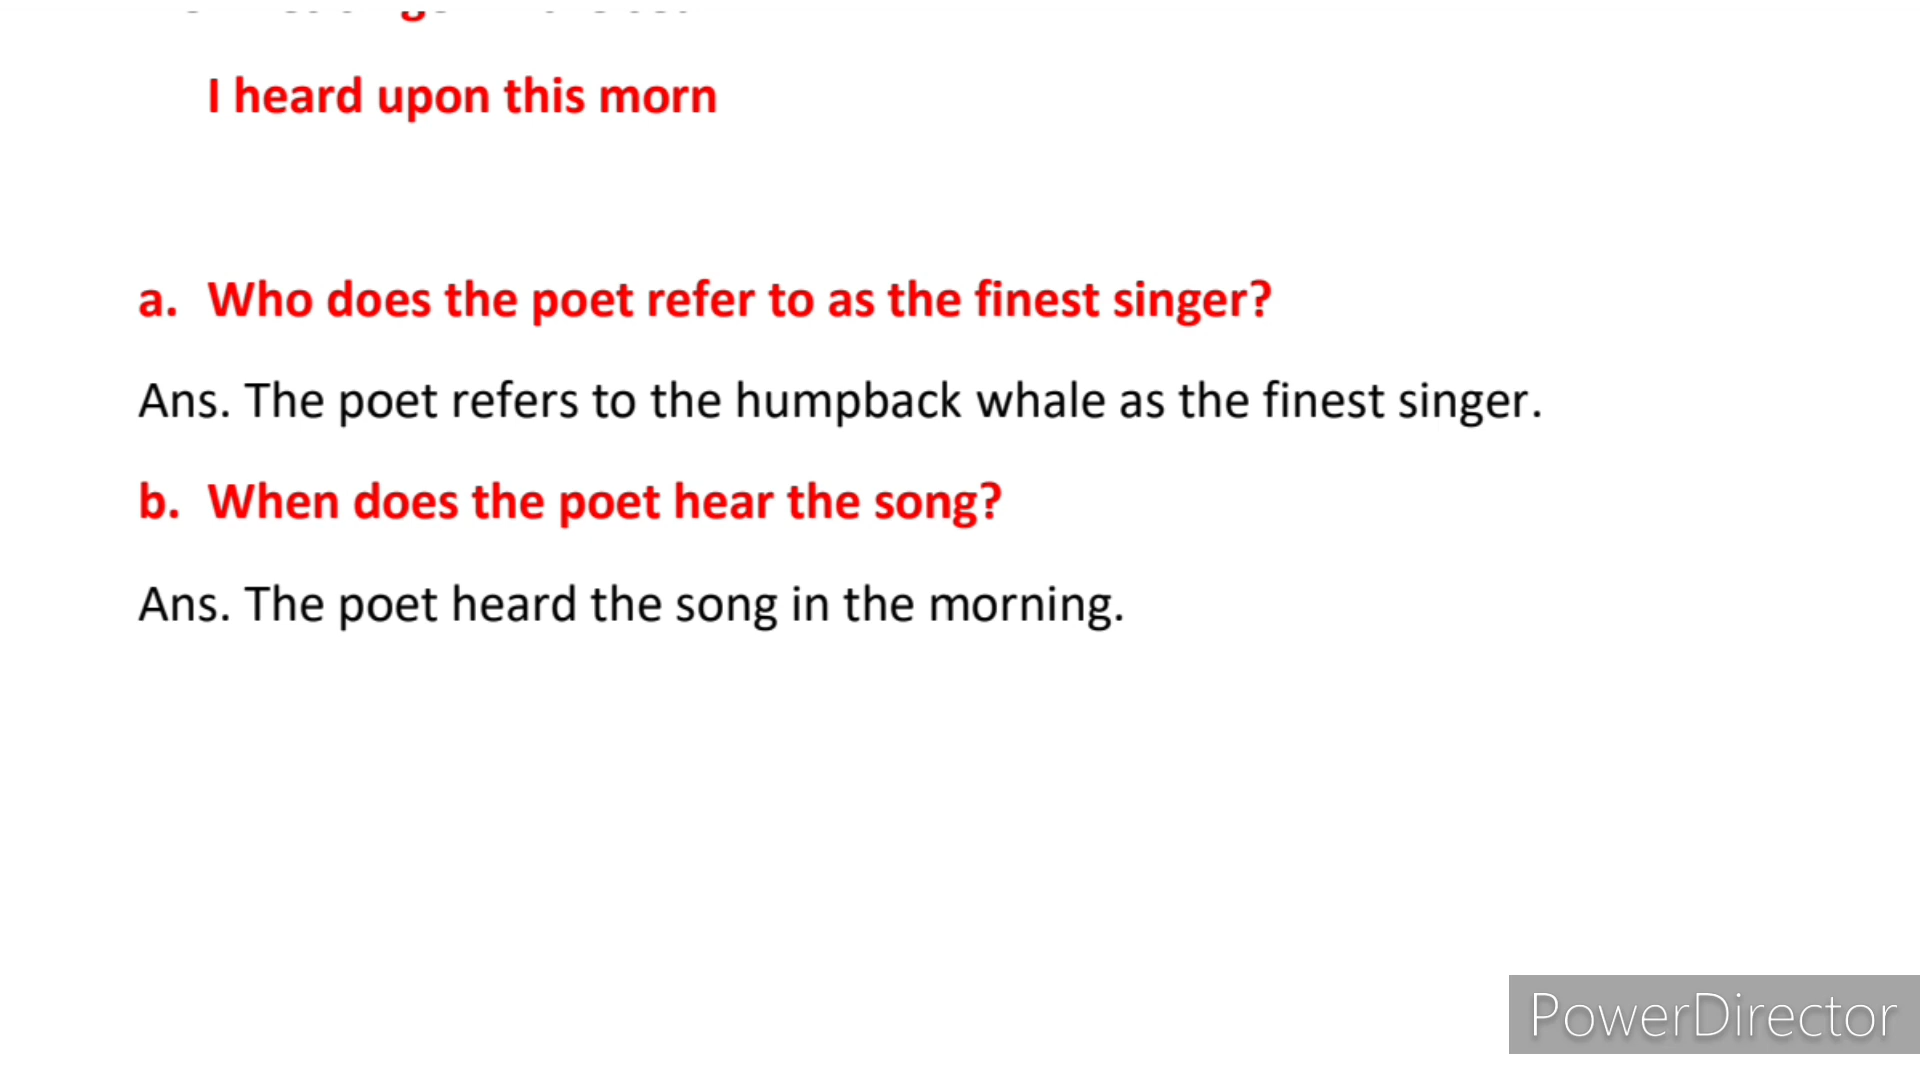 I heard upon this morn
a. Who does the poet refer to as the finest singer?
Ans. The poet refers to the humpback whale as the finest singer.
b. When does the poet hear the song?
Ans. The poet heard the song in the morning.
PowerDirector